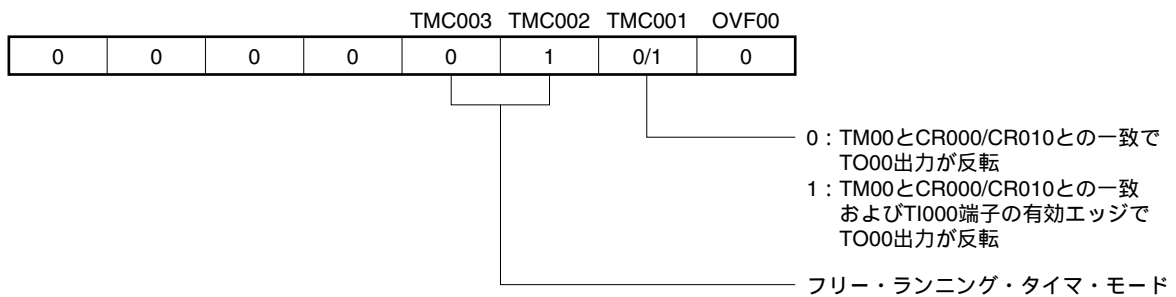 TMC003 TMC002 TMC001 OVF00
0 0 0 0 0 1 0/1 0
0：TM00とCR000/CR010との一致で
TO00出力が反転
1：TM00とCR000/CR010との一致
およびTI000端子の有効エッジで
TO00出力が反転
フリー・ランニング・タイマ・モード